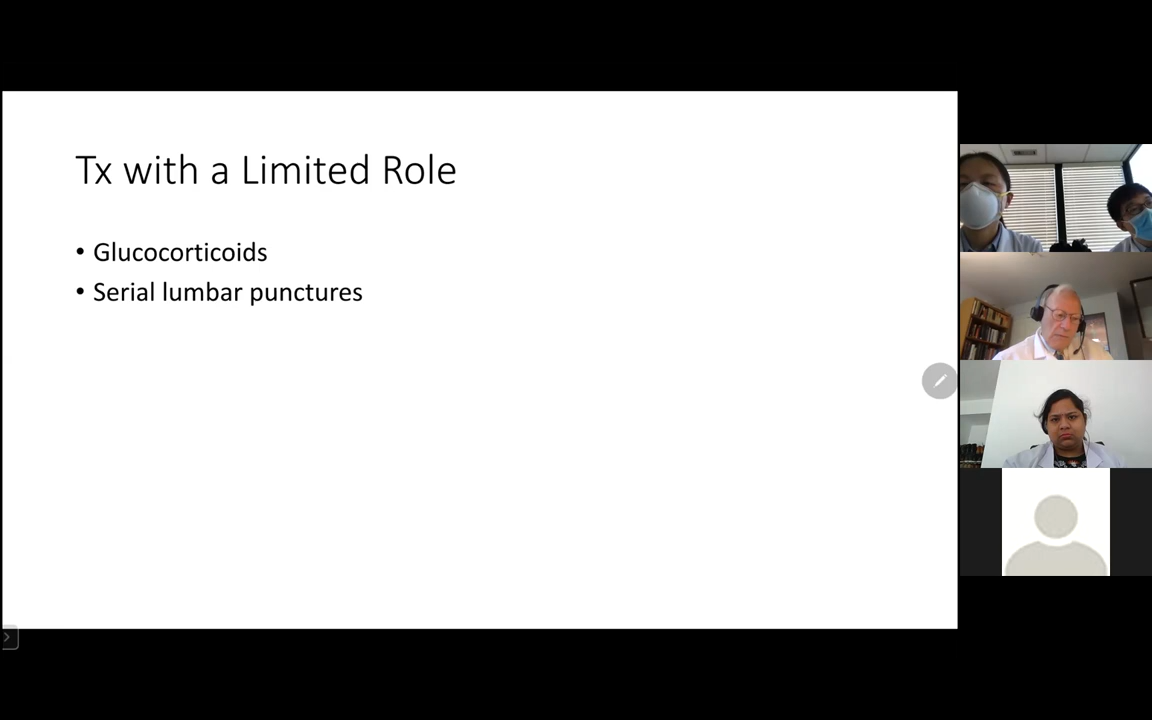 Tx with a Limited Role
• Glucocorticoids
• Serial lumbar punctures